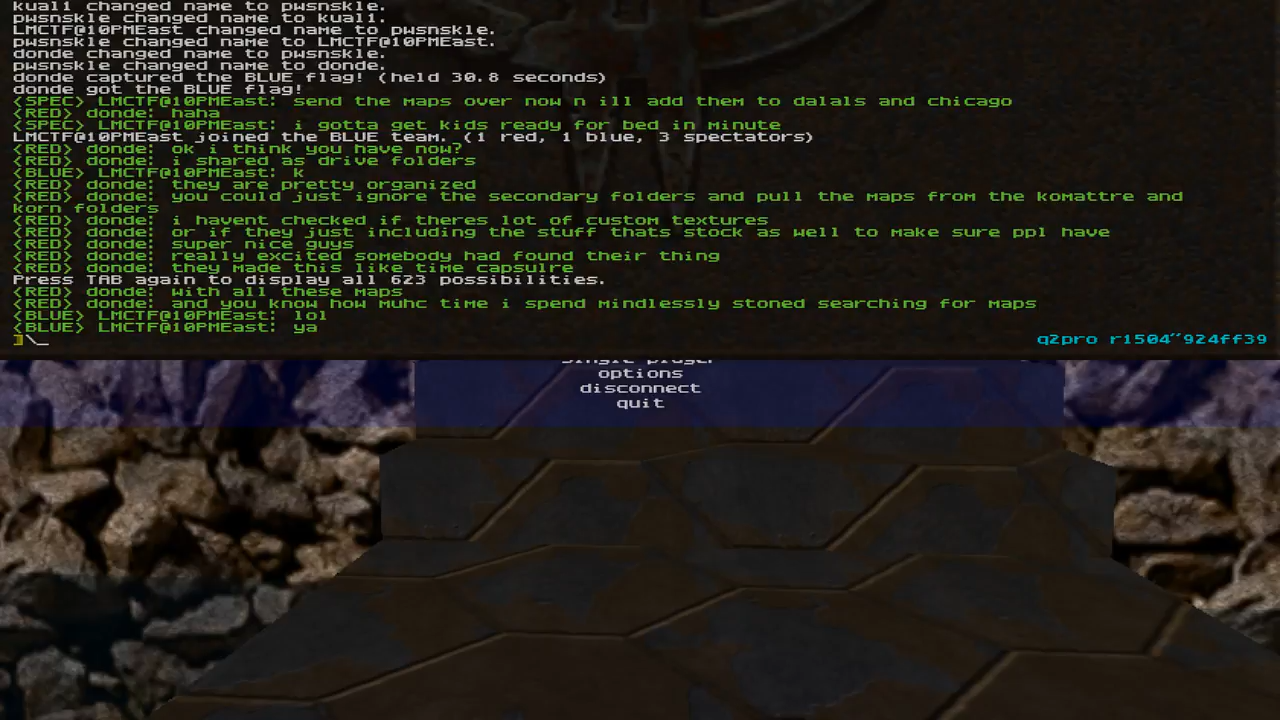 kual1 changed name to pwsnskle.
pwsnskle changed name to kual1.
LMCTF@10PMEast changed name to pwsnskle.
pwsnskle changed name to LMCTF@10PMEast.
donde changed name to pwsnskle.
pwsnskle changed name to donde.
donde captured the BLUE flag! (held 30.8 seconds)
donde got the BLUE flag!
(SPEC) LMCTF@10PMEast: send the maps over now n ill add them to dalals and chicago
(RED) donde: haha
(SPEC) LMCTF@10PMEast: i gotta get kids ready for bed in minute
LMCTF@10PMEast joined the BLUE team. (1 red, 1 blue, 3 spectators)
(RED) donde: ok i think you have now?
(RED) donde: i shared as drive folders
(BLUE) LMCTF@10PMEast: k
(RED) donde: they are pretty organized
(RED) donde: you could just ignore the secondary folders and pull the maps from the komattre and
korn folders
(RED) donde: i havent checked if theres lot of custom textures
(RED) donde: or if they just including the stuff thats stock as well to make sure ppl have
(RED) donde: super nice guys
(RED) donde: really excited somebody had found their thing
(RED) donde: they made this like time capsulre
Press TAB again to display all 623 possibilities.
(RED) donde: with all these maps
(RED) donde: and you know how muhc time i spend mindlessly stoned searching for maps
(BLUE) LMCTF@10PMEast: lol
(BLUE) LMCTF@10PMEast: ya
]\_
q2pro r1504~924ff39
single player
options
disconnect
quit